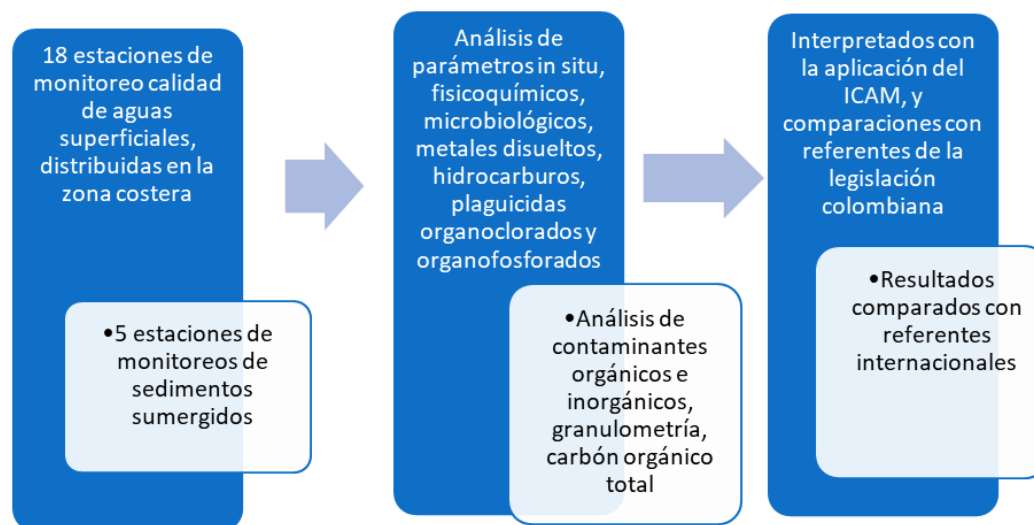 18 estaciones de
monitoreo calidad
de aguas
superficiales,
distribuidas en la
zona costera
•5 estaciones de
monitoreos de
sedimentos
sumergidos
Análisis de
parámetros in situ,
fisicoquímicos,
microbiológicos,
metales disueltos,
hidrocarburos,
plaguicidas
organoclorados y
organofosforados
•Análisis de
contaminantes
orgánicos e
inorgánicos,
granulometría,
carbón orgánico
total
Interpretados con
la aplicación del
ICAM, y
comparaciones con
referentes de la
legislación
colombiana
•Resultados
comparados con
referentes
internacionales